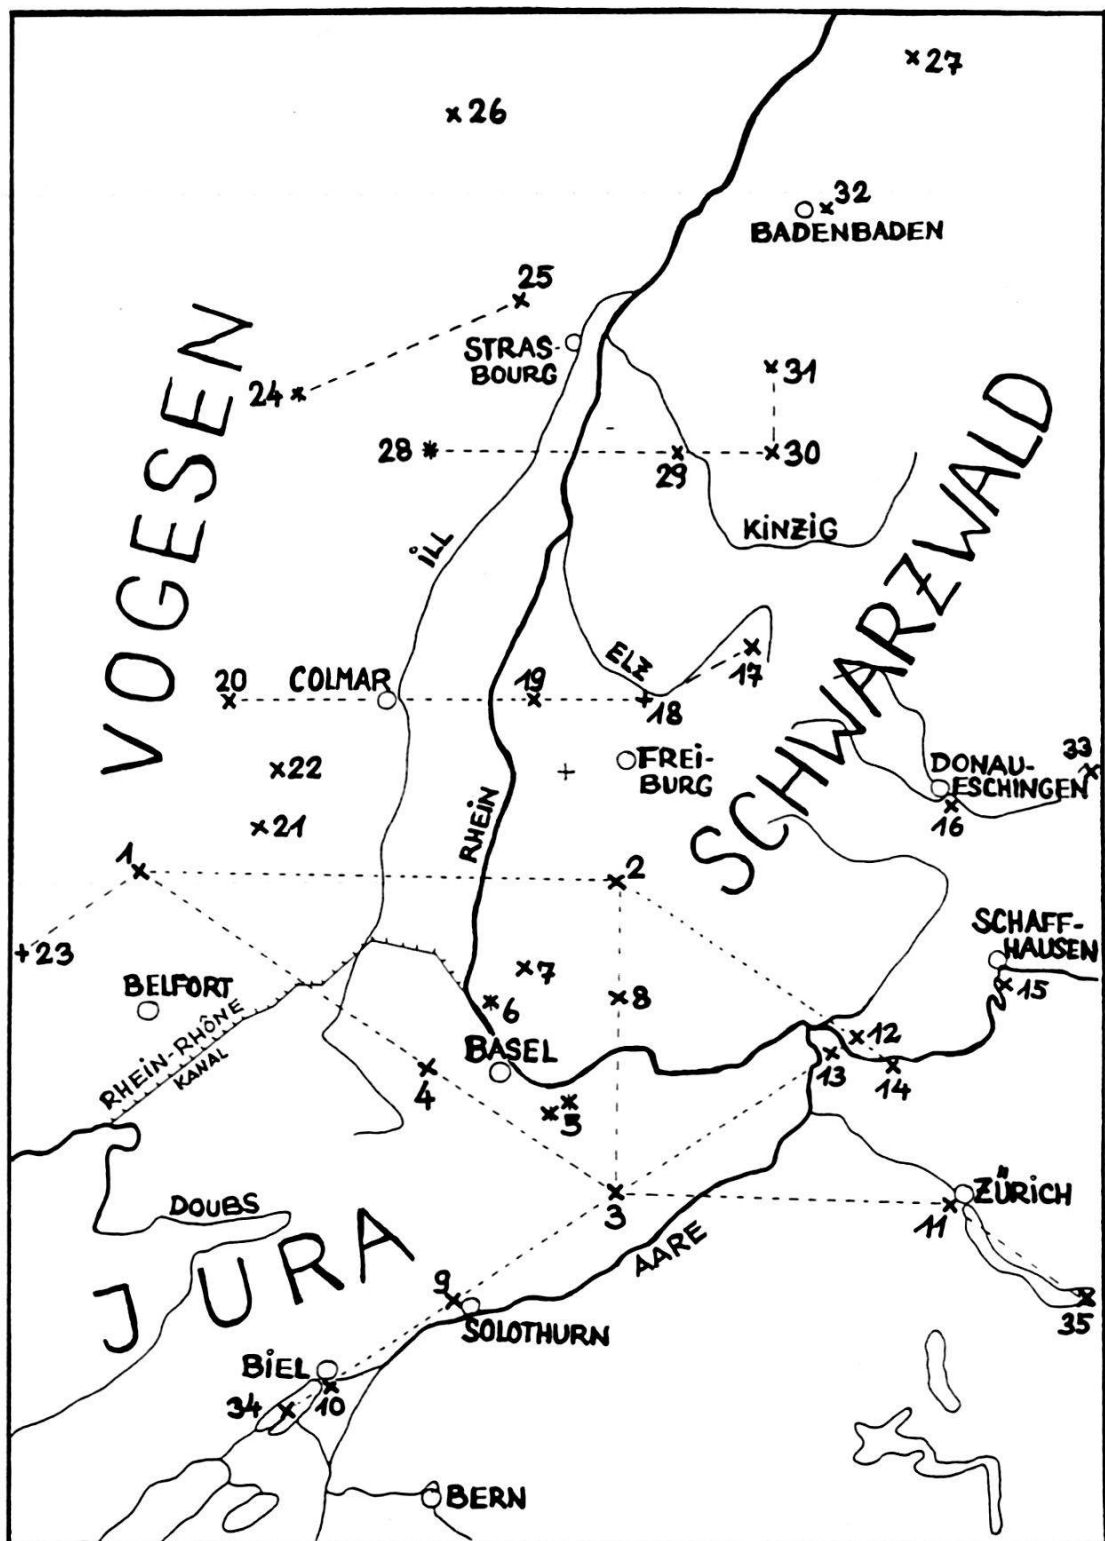 27
26
32
BADENBADEN
25
STRAS-
BOURG
24
31
28
29
30
VOGESEN
ILL
KINZIG
SCHWARZWALD
ELZ
17
20
COLMAR
19
18
22
FREI-
BURG
33
DONAU-
ESCHINGEN
16
RHEIN
21
1
2
23
SCHAFF-
HAUSEN
7
8
15
BELFORT
6
RHEIN-RHÔNE
KANAL
BASEL
12
4
13
14
5
DOUBS
3
ZÜRICH
11
JURA
AARE
9
SOLOTHURN
35
BIEL
34
10
BERN